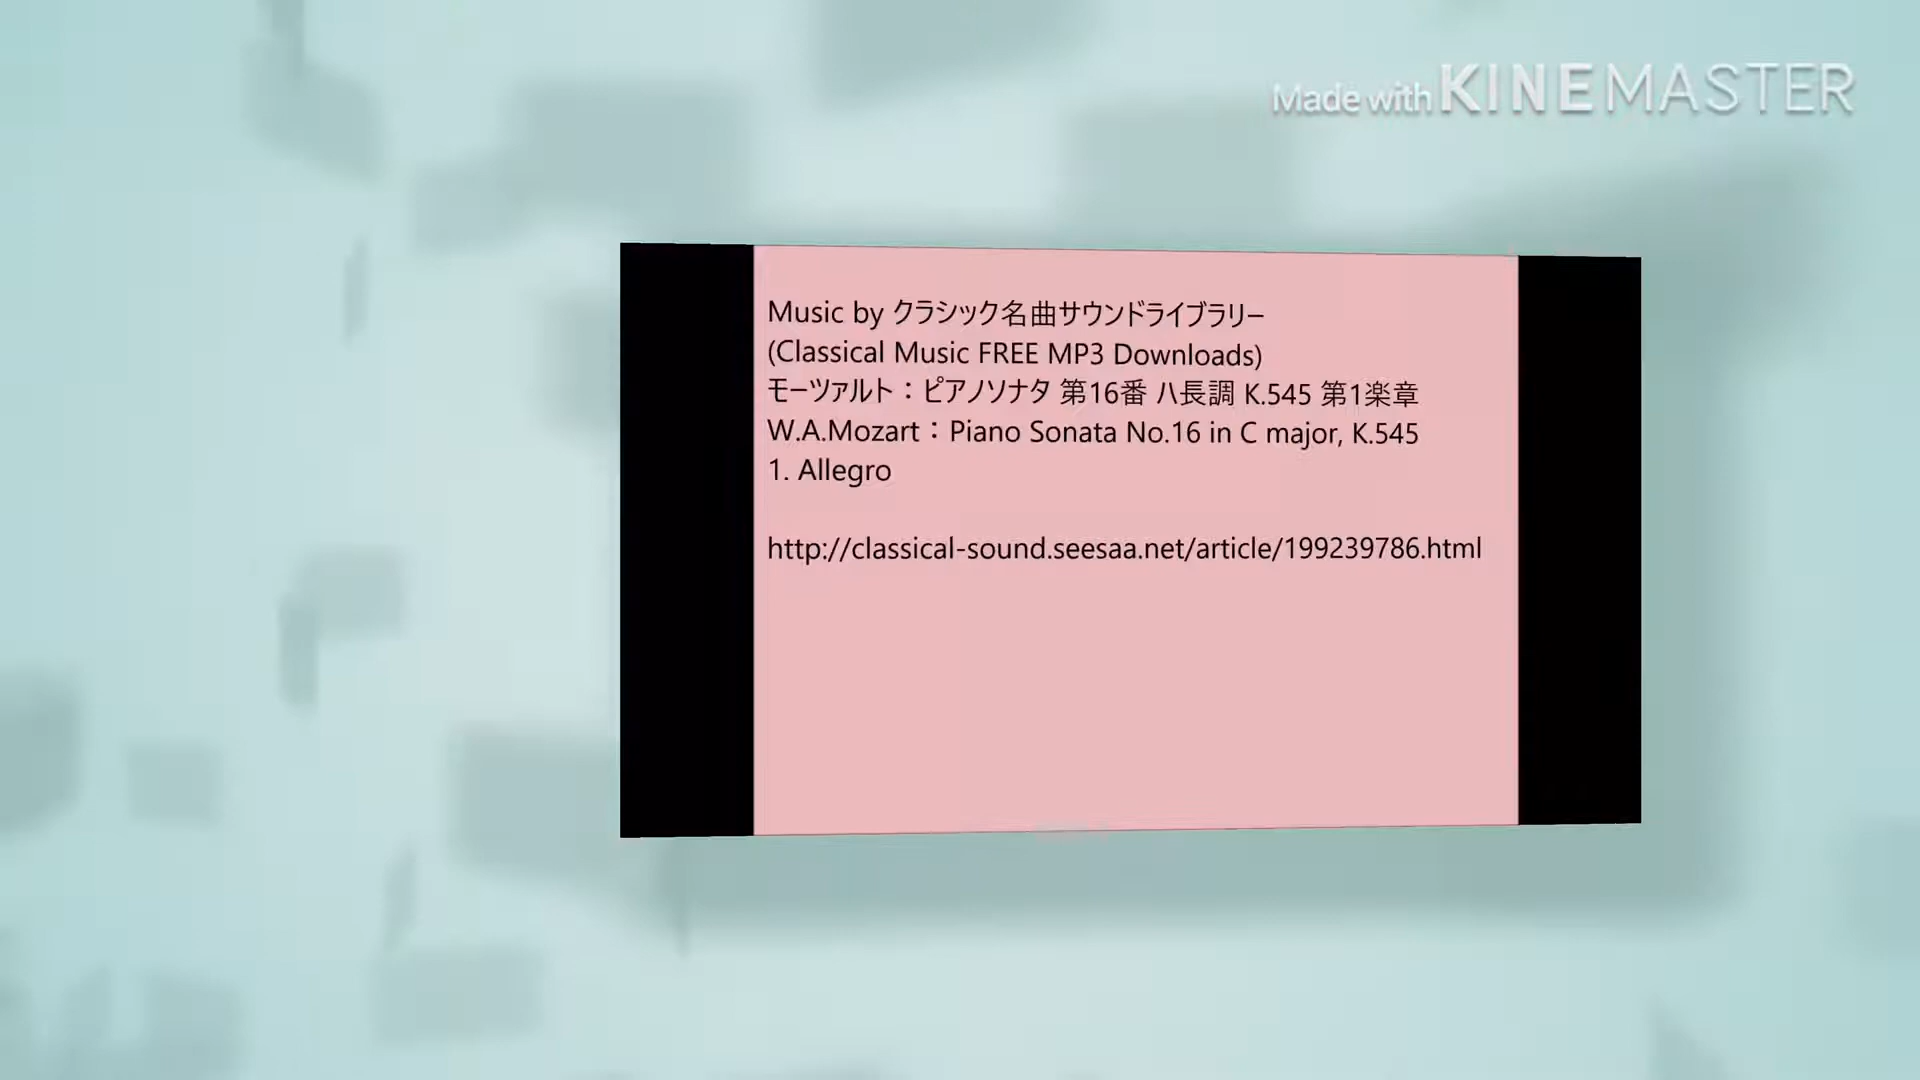 Made with KINEMASTER
Music by クラシック名曲サウンドライブラリー
(Classical Music FREE MP3 Downloads)
モーツァルト：ピアノソナタ 第16番 ハ長調 K.545 第1楽章
W.A.Mozart：Piano Sonata No.16 in C major, K.545
1. Allegro
http://classical-sound.seesaa.net/article/199239786.html